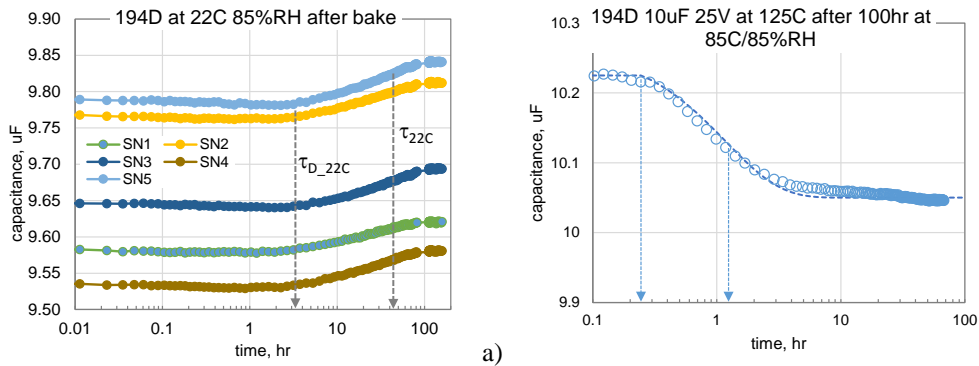 194D at 22C 85%RH after bake
9.90
9.85
9.80
9.75
9.70
9.65
9.60
9.55
9.50
capacitance, uF
SN1
SN2
SN3
SN4
SN5
τD_22C
τ22C
0.01
0.1
1
10
100
time, hr
a)
194D 10uF 25V at 125C after 100hr at
85C/85%RH
10.3
10.2
10.1
10
9.9
capacitance, uF
0.1
1
10
100
time, hr